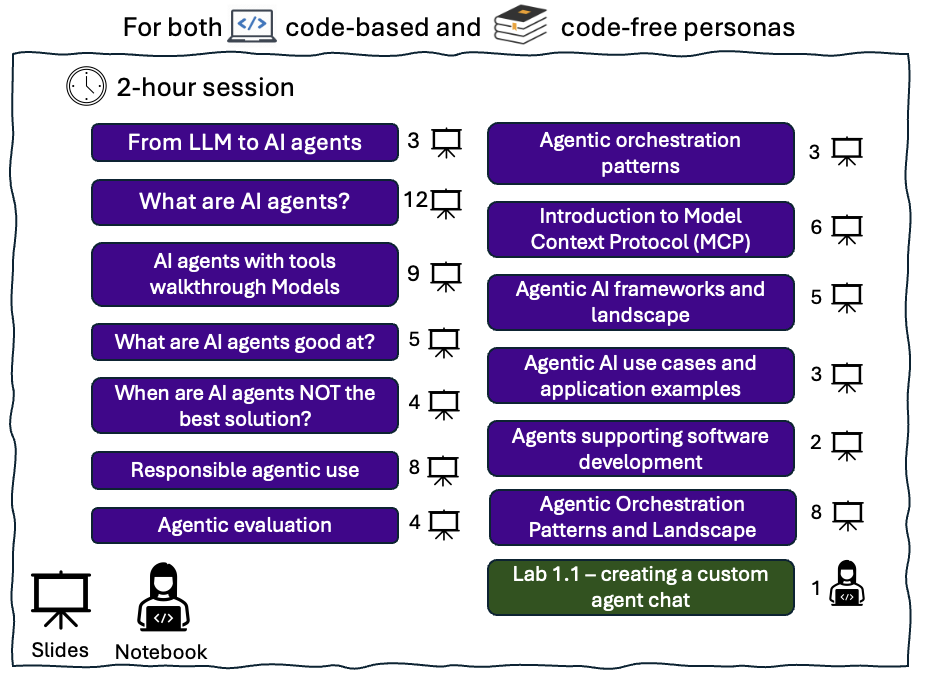 For both </> code-based and code-free personas
2-hour session
From LLM to AI agents 3
What are AI agents? 12
AI agents with tools
walkthrough Models 9
What are AI agents good at? 5
When are AI agents NOT the
best solution? 4
Responsible agentic use 8
Agentic evaluation 4
Agentic orchestration
patterns 3
Introduction to Model
Context Protocol (MCP) 6
Agentic AI frameworks and
landscape 5
Agentic AI use cases and
application examples 3
Agents supporting software
development 2
Agentic Orchestration
Patterns and Landscape 8
Lab 1.1 – creating a custom
agent chat 1 </>
</>
Slides Notebook